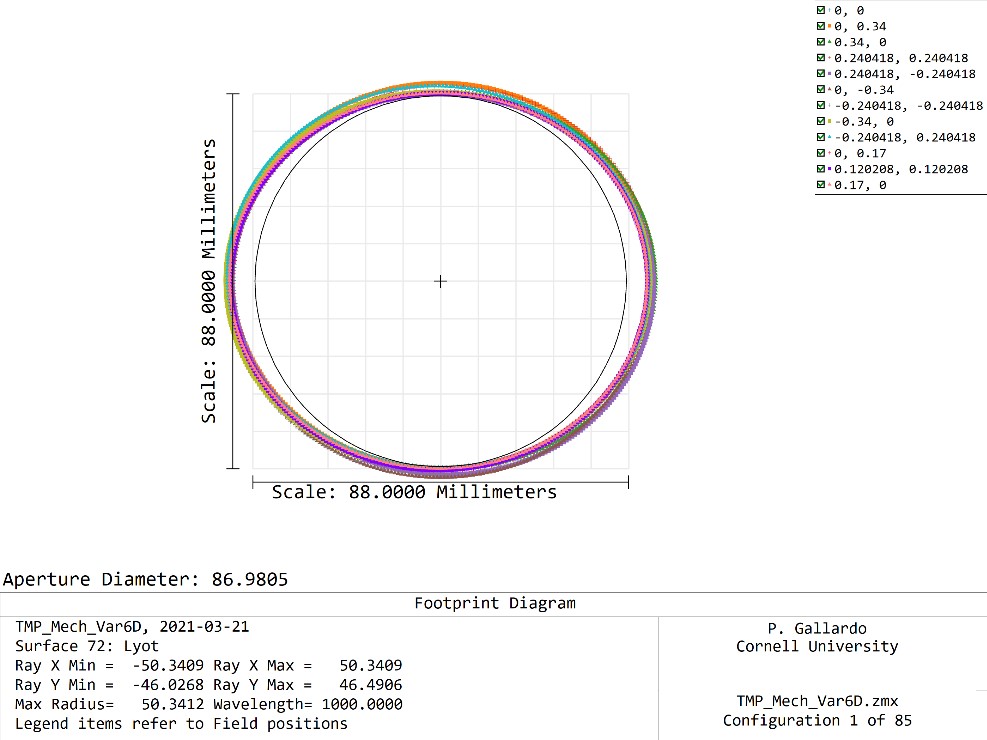 0, 0
0, 0.34
0.34, 0
0.240418, 0.240418
0.240418, -0.240418
0, -0.34
-0.240418, -0.240418
-0.34, 0
-0.240418, 0.240418
0, 0.17
0.120208, 0.120208
0.17, 0
Scale: 88.0000 Millimeters
Scale: 88.0000 Millimeters
Aperture Diameter: 86.9805
Footprint Diagram
TMP_Mech_Var6D, 2021-03-21
Surface 72: Lyot
Ray X Min = -50.3409 Ray X Max = 50.3409
Ray Y Min = -46.0268 Ray Y Max = 46.4906
Max Radius= 50.3412 Wavelength= 1000.0000
Legend items refer to Field positions
P. Gallardo
Cornell University
TMP_Mech_Var6D.zmx
Configuration 1 of 85